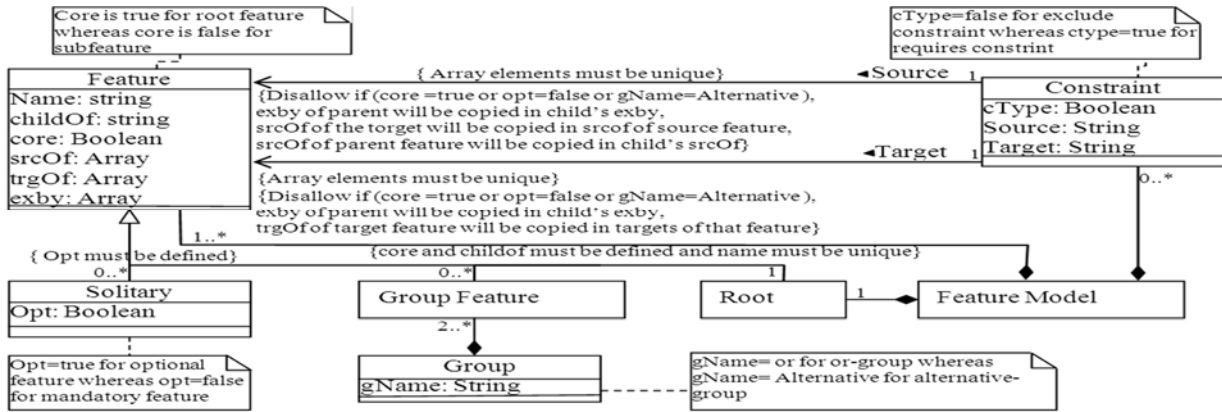 Core is true for root feature
whereas core is false for
subfeature
cType=false for exclude
constraint whereas ctype=true for
requires constrint
Feature
Name: string
childOf: string
core: Boolean
srcOf: Array
trgOf: Array
exby: Array
{ Array elements must be unique}
◄Source
1
{Disallow if (core =true or opt=false or gName=Alternative ),
exby of parent will be copied in child's exby,
srcOf of the torget will be copied in srcof of source feature,
srcOf of parent feature will be copied in child's srcOf}
◄Target
1
{Array elements must be unique}
{Disallow if (core =true or opt=false or gName=Alternative ),
exby of parent will be copied in child's exby,
trgOf of target feature will be copied in targets of that feature}
Constraint
cType: Boolean
Source: String
Target: String
0..*
1..*
{ Opt must be defined}
{core and childof must be defined and name must be unique}
0..*
0..*
1
Solitary
Opt: Boolean
Group Feature
Root
1
Feature Model
2..*
Opt=true for optional
feature whereas opt=false
for mandatory feature
Group
gName: String
gName= or for or-group whereas
gName= Alternative for alternative-
group